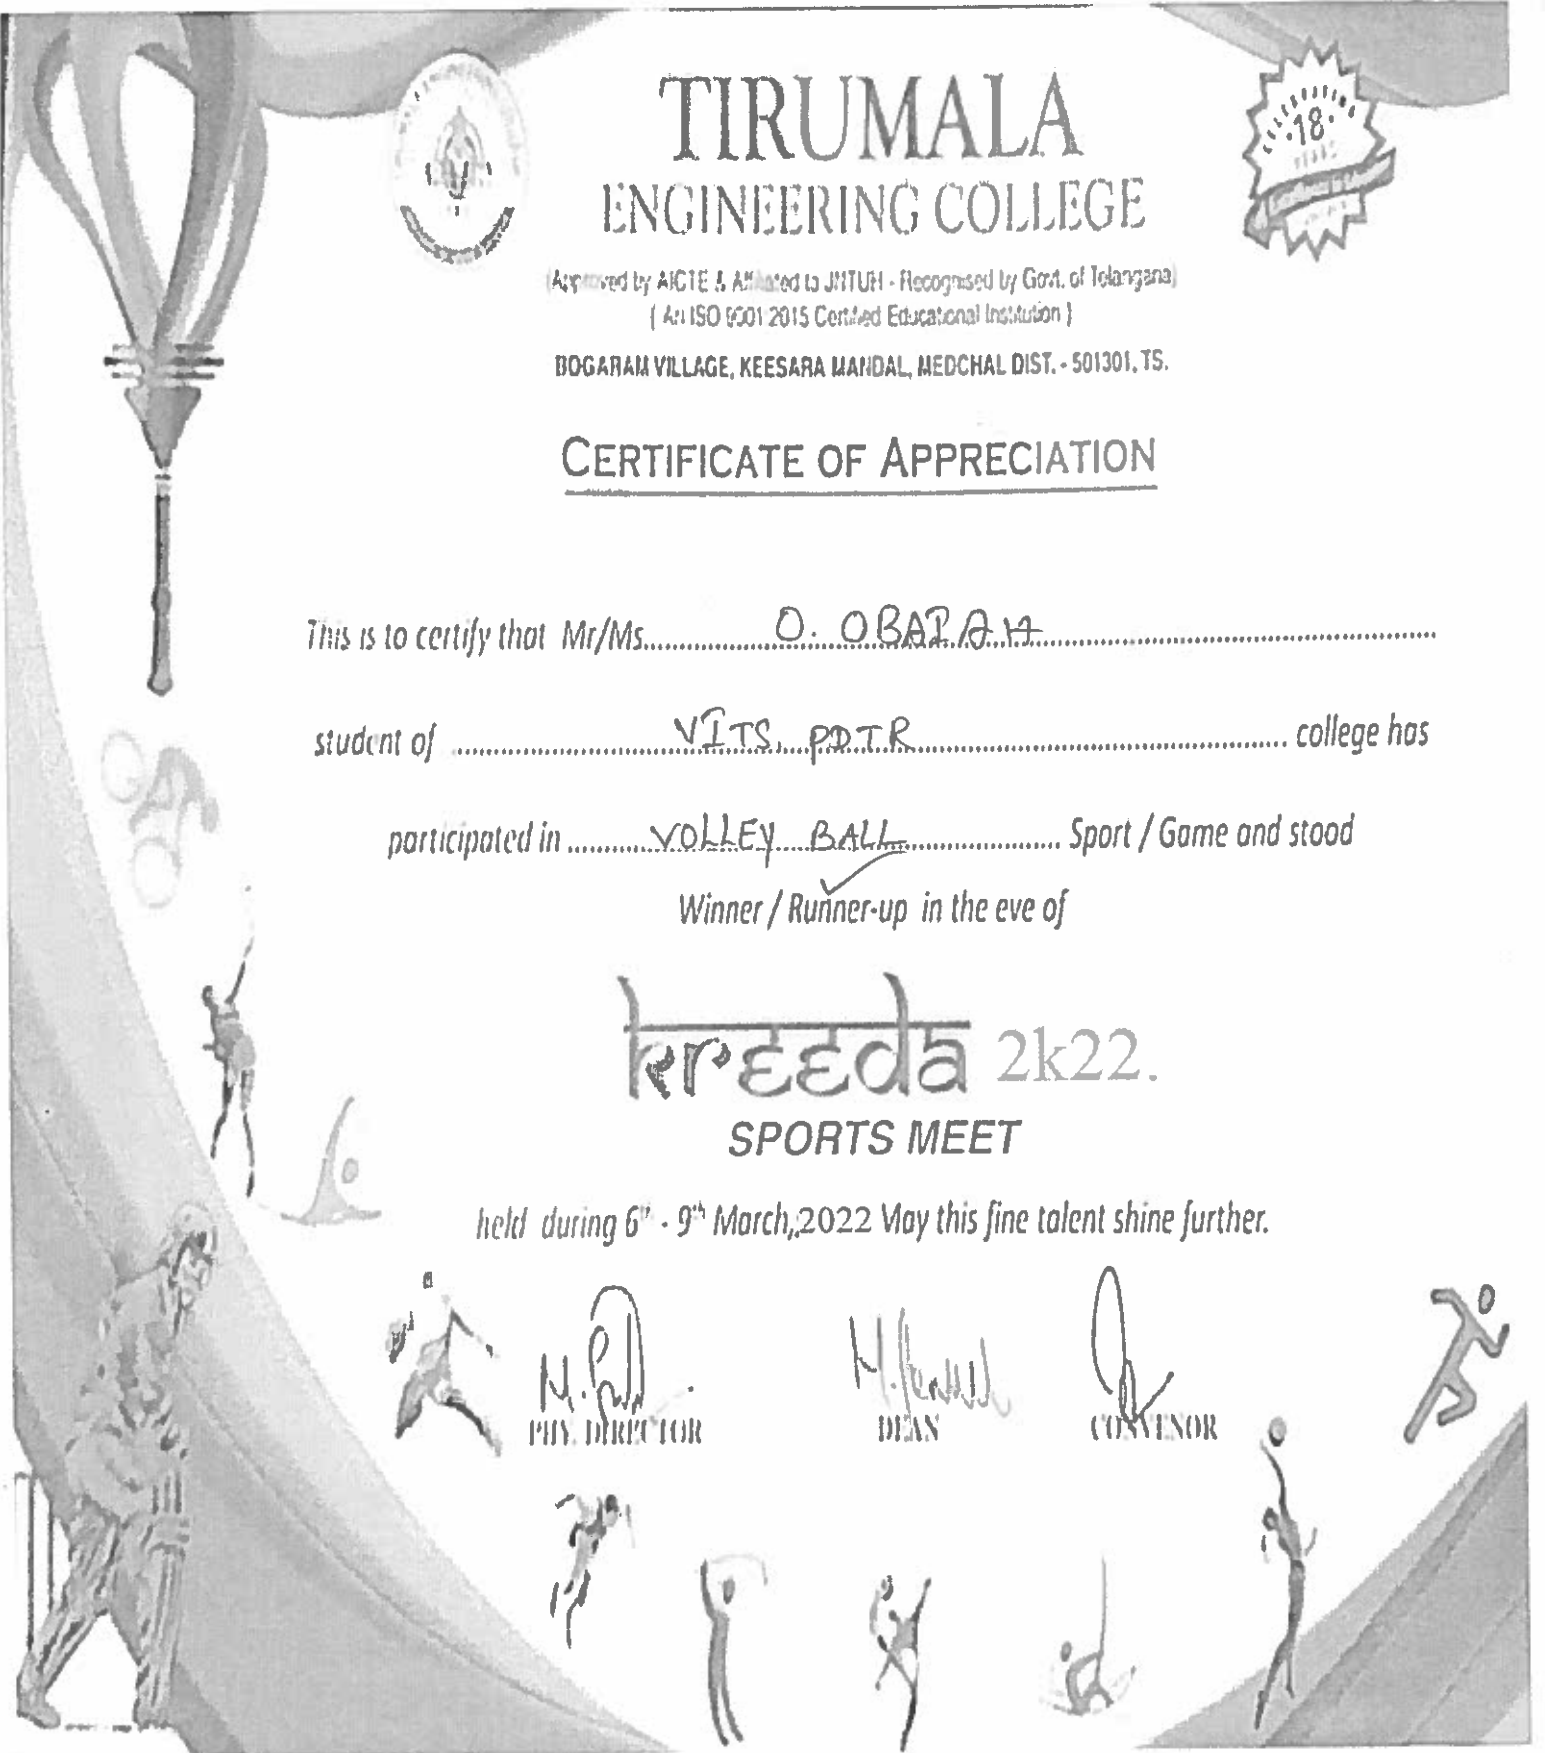 TIRUMALA
18
ENGINEERING COLLEGE
(Approved by AICTE & Affiliated to JNTUH - Recognised by Govt. of Telangana)
( An ISO 9001 2015 Certified Educational Institution )
BOGARAM VILLAGE, KEESARA MANDAL, MEDCHAL DIST. - 501301, TS.
CERTIFICATE OF APPRECIATION
This is to certify that Mr/Ms. O. OBAIAH
student of VITS, PDTR college has
participated in VOLLEY BALL Sport / Game and stood
Winner / Runner-up in the eve of
kreeda 2k22.
SPORTS MEET
held during 6th - 9th March, 2022 May this fine talent shine further.
PHY. DIRECTOR DEAN CONVENOR